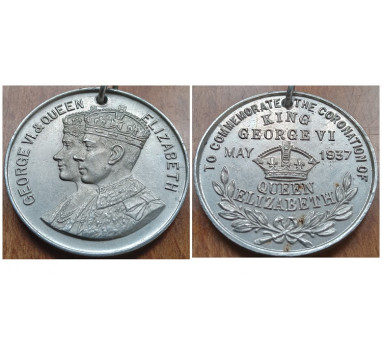 GEORGE VI. & QUEEN ELIZABETH
TO COMMEMORATE THE CORONATION OF
KING
GEORGE VI
MAY 1937
QUEEN
ELIZABETH